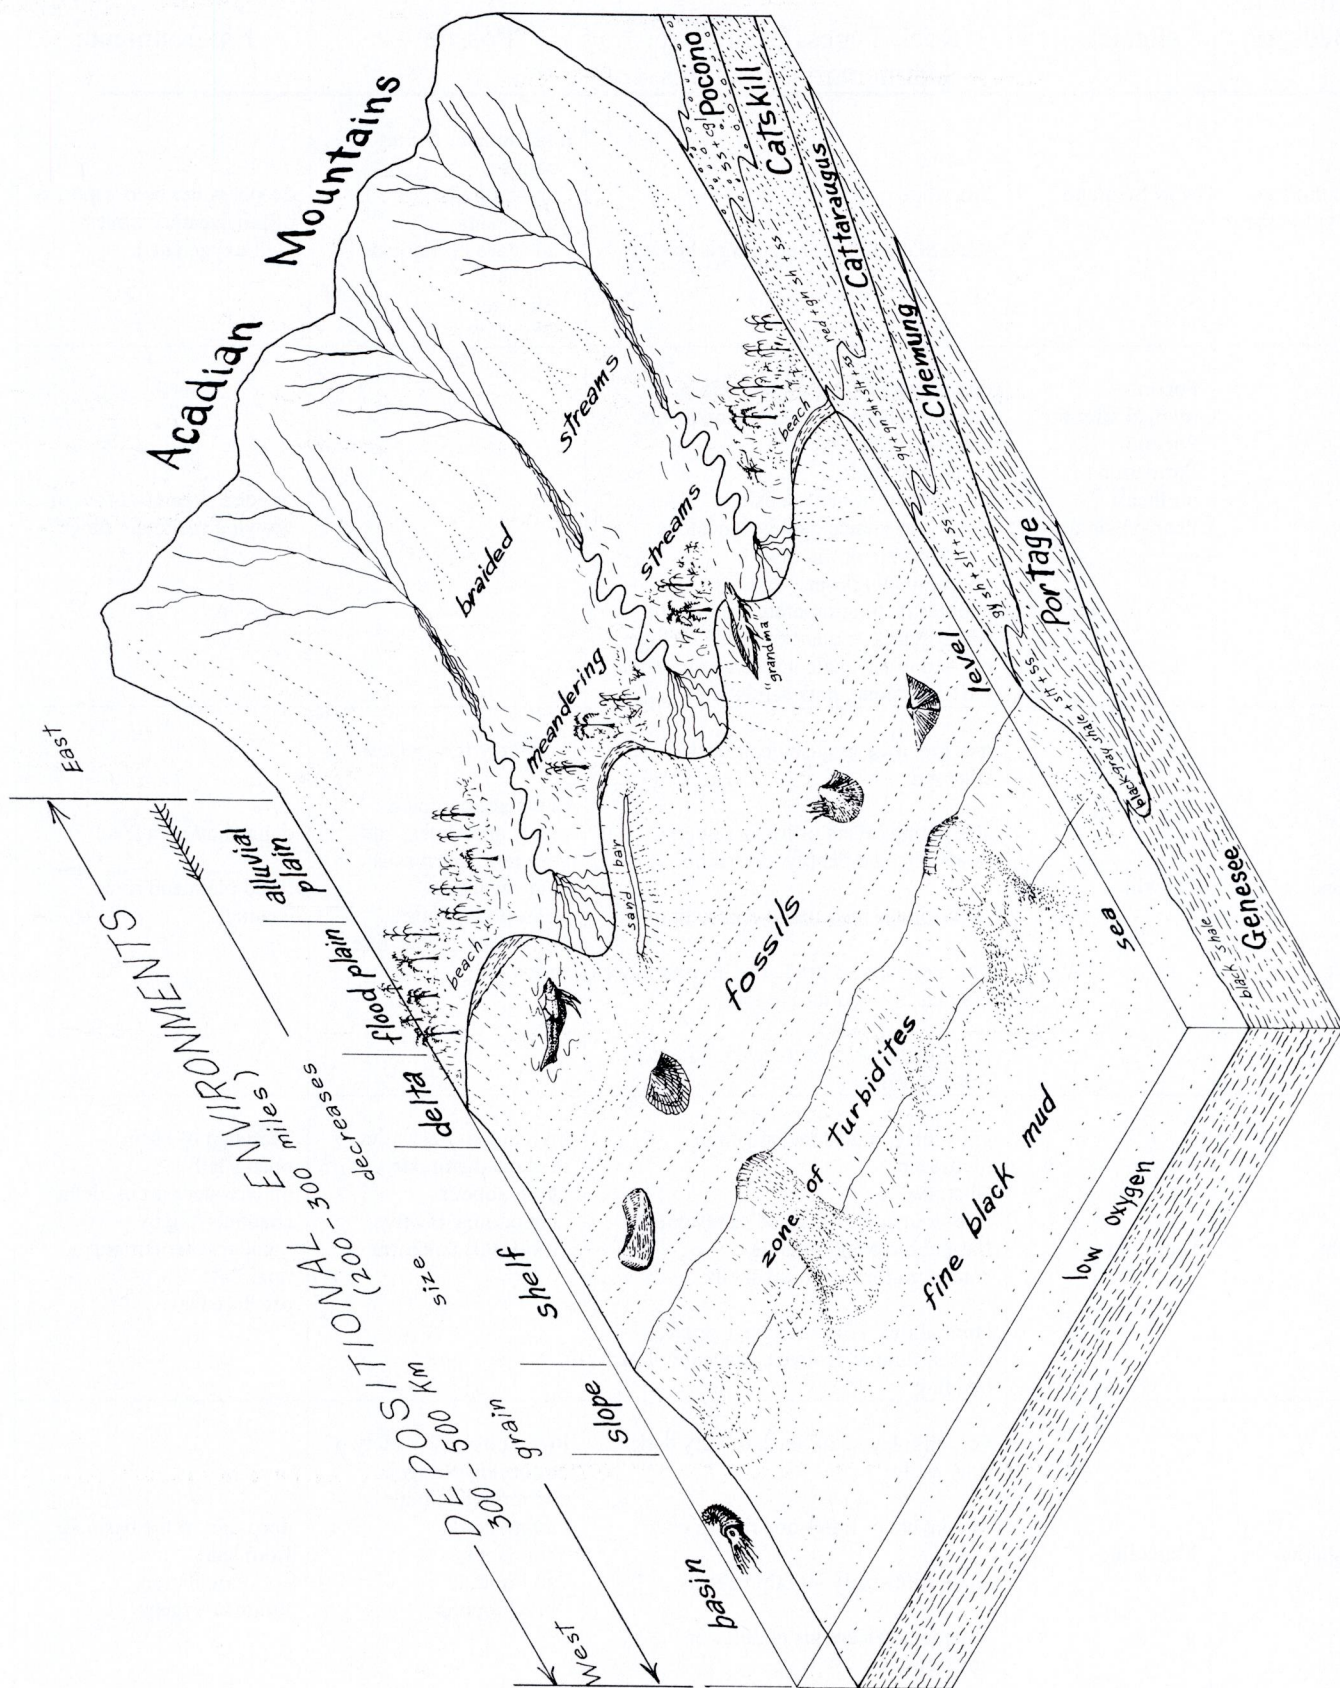 Acadian Mountains
East
West
DEPOSITIONAL ENVIRONMENTS
300-500 Km (200-300 miles)
grain size decreases
basin
slope
shelf
delta
flood plain
alluvial
plain
braided streams
meandering streams
beach
beach
sand bar
"grandma"
fossils
zone of Turbidites
fine black mud
low oxygen
sea level
ss + cg
Pocono
Catskill
red + gn sh + ss
Cattaraugus
gy + gn sh + slt + ss
Chemung
gy sh + slt + ss
Portage
black-gray shale + slt + ss
black shale
Genesee